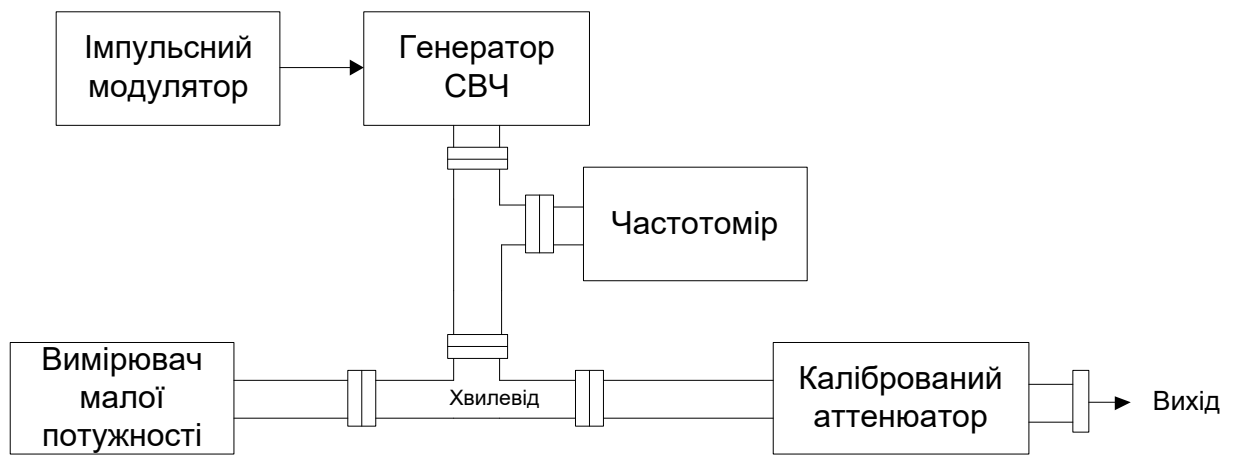 Імпульсний
модулятор
Генератор
СВЧ
Частотомір
Вимірювач
малої
потужності
Хвилевід
Калібрований
аттенюатор
Вихід